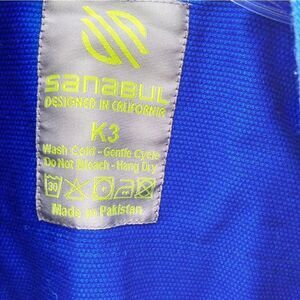 sanabul
DESIGNED IN CALIFORNIA
K3
Wash Cold - Gentle Cycle
Do Not Bleach - Hang Dry
30
Made in Pakistan